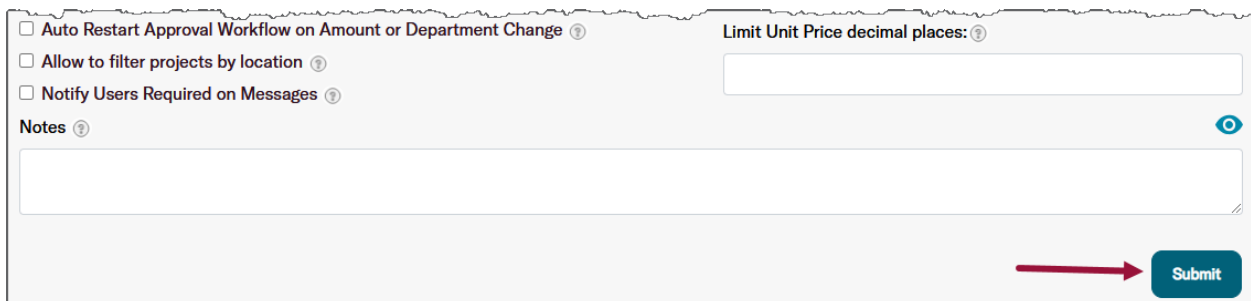 Auto Restart Approval Workflow on Amount or Department Change ?
Limit Unit Price decimal places: ?
Allow to filter projects by location ?
Notify Users Required on Messages ?
Notes ?
Submit